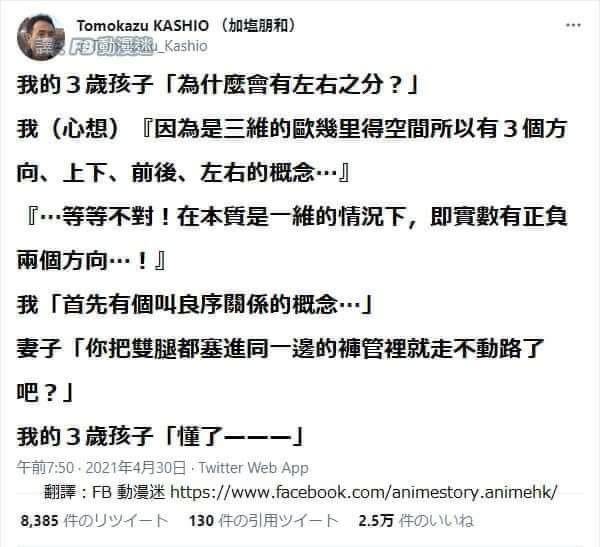 Tomokazu KASHIO （加塩朋和）
譯：FB 動漫迷
_Kashio
我的３歲孩子「為什麼會有左右之分？」
我（心想）『因為是三維的歐幾里得空間所以有３個方
向、上下、前後、左右的概念…』
『…等等不對！在本質是一維的情況下，即實數有正負
兩個方向…！』
我「首先有個叫良序關係的概念…」
妻子「你把雙腿都塞進同一邊的褲管裡就走不動路了
吧？」
我的３歲孩子「懂了———」
午前7:50 · 2021年4月30日 · Twitter Web App
翻譯：FB 動漫迷 https://www.facebook.com/animestory.animehk/
8,385 件のリツイート 130 件の引用ツイート 2.5万 件のいいね